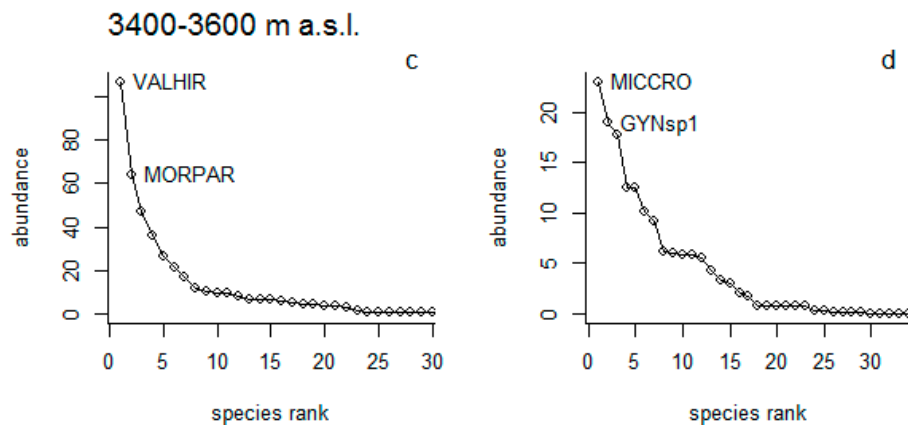 3400-3600 m a.s.l.
c
VALHIR
MORPAR
abundance
0 20 40 60 80
0 5 10 15 20 25 30
species rank
d
MICCRO
GYNsp1
abundance
0 5 10 15 20
0 5 10 15 20 25 30
species rank